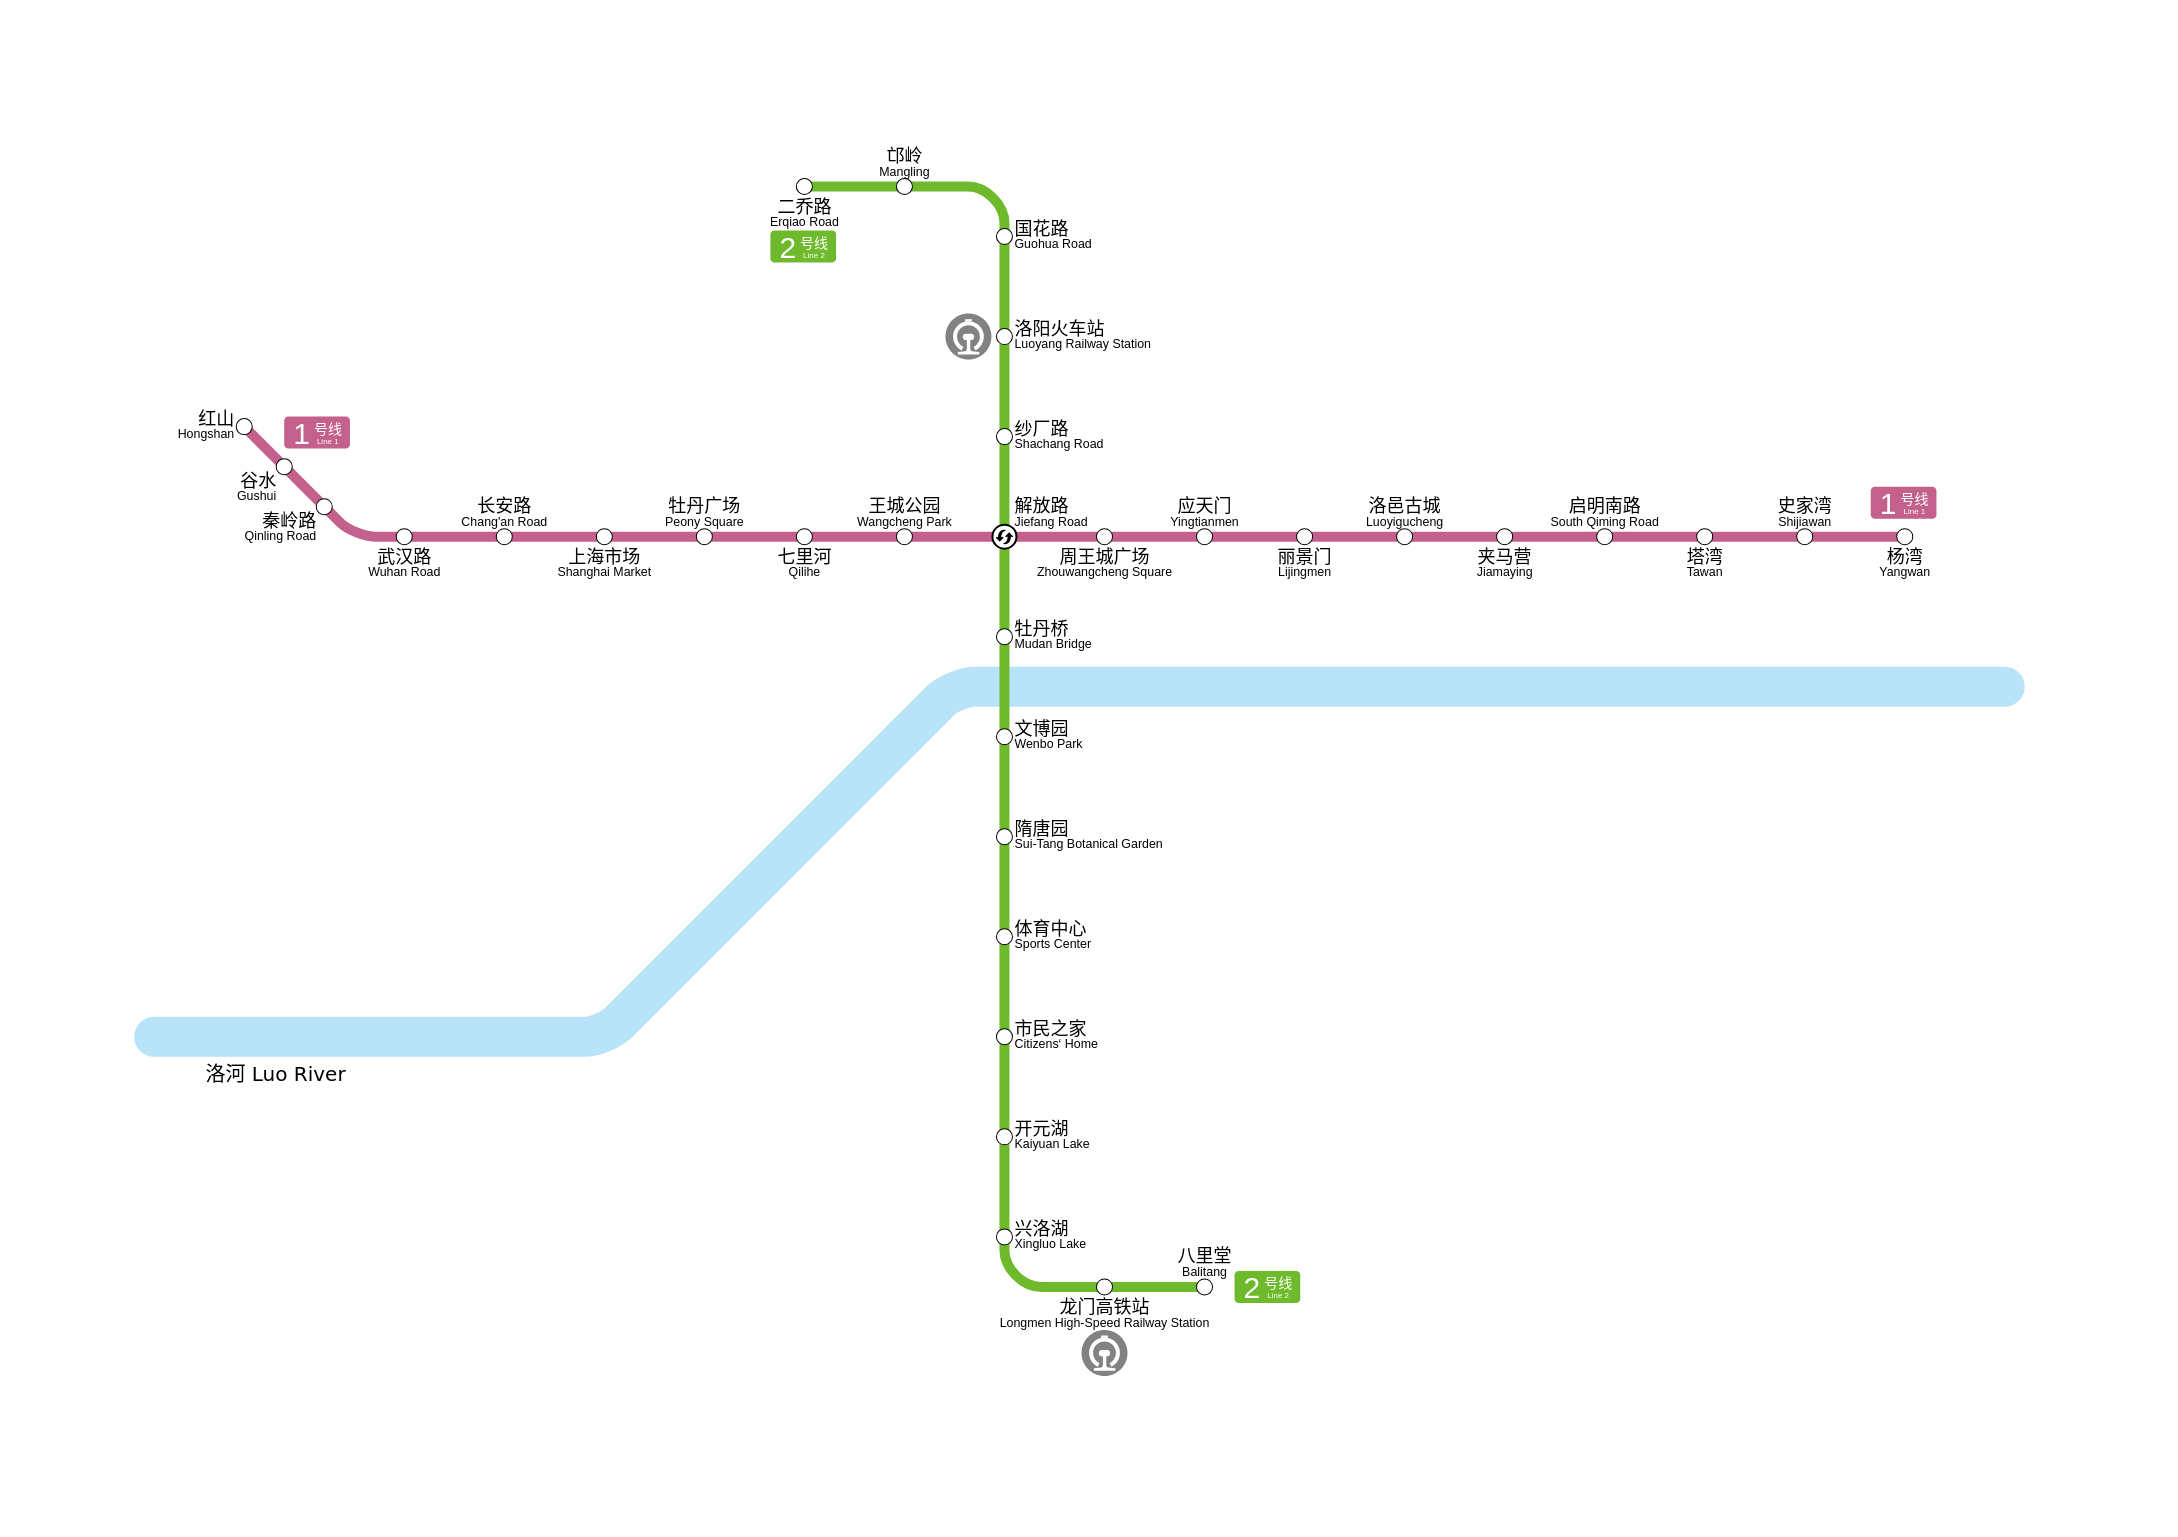 邙岭
Mangling
二乔路
Erqiao Road
2 号线
Line 2
国花路
Guohua Road
洛阳火车站
Luoyang Railway Station
纱厂路
Shachang Road
红山
Hongshan
1 号线
Line 1
谷水
Gushui
秦岭路
Qinling Road
武汉路
Wuhan Road
长安路
Chang'an Road
上海市场
Shanghai Market
牡丹广场
Peony Square
七里河
Qilihe
王城公园
Wangcheng Park
解放路
Jiefang Road
周王城广场
Zhouwangcheng Square
应天门
Yingtianmen
丽景门
Lijingmen
洛邑古城
Luoyigucheng
夹马营
Jiamaying
启明南路
South Qiming Road
塔湾
Tawan
史家湾
Shijiawan
1 号线
Line 1
杨湾
Yangwan
牡丹桥
Mudan Bridge
文博园
Wenbo Park
隋唐园
Sui-Tang Botanical Garden
体育中心
Sports Center
市民之家
Citizens‘ Home
洛河 Luo River
开元湖
Kaiyuan Lake
兴洛湖
Xingluo Lake
八里堂
Balitang
2 号线
Line 2
龙门高铁站
Longmen High-Speed Railway Station